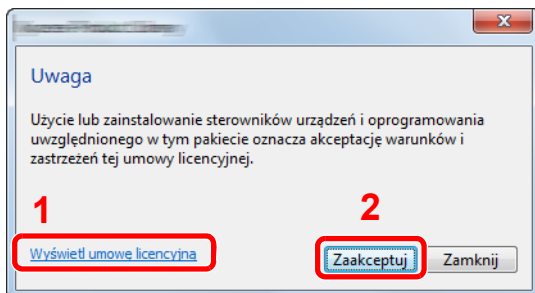 Uwaga
Użycie lub zainstalowanie sterowników urządzeń i oprogramowania
uwzględnionego w tym pakiecie oznacza akceptację warunków i
zastrzeżeń tej umowy licencyjnej.
1
2
Wyświetl umowę licencyjną
Zaakceptuj
Zamknij